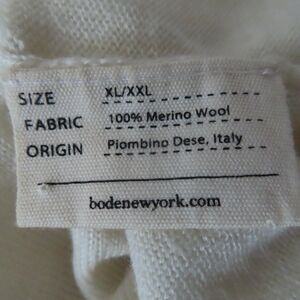 SIZE XL/XXL
FABRIC 100% Merino Wool
ORIGIN Piombino Dese, Italy
bodenewyork.com